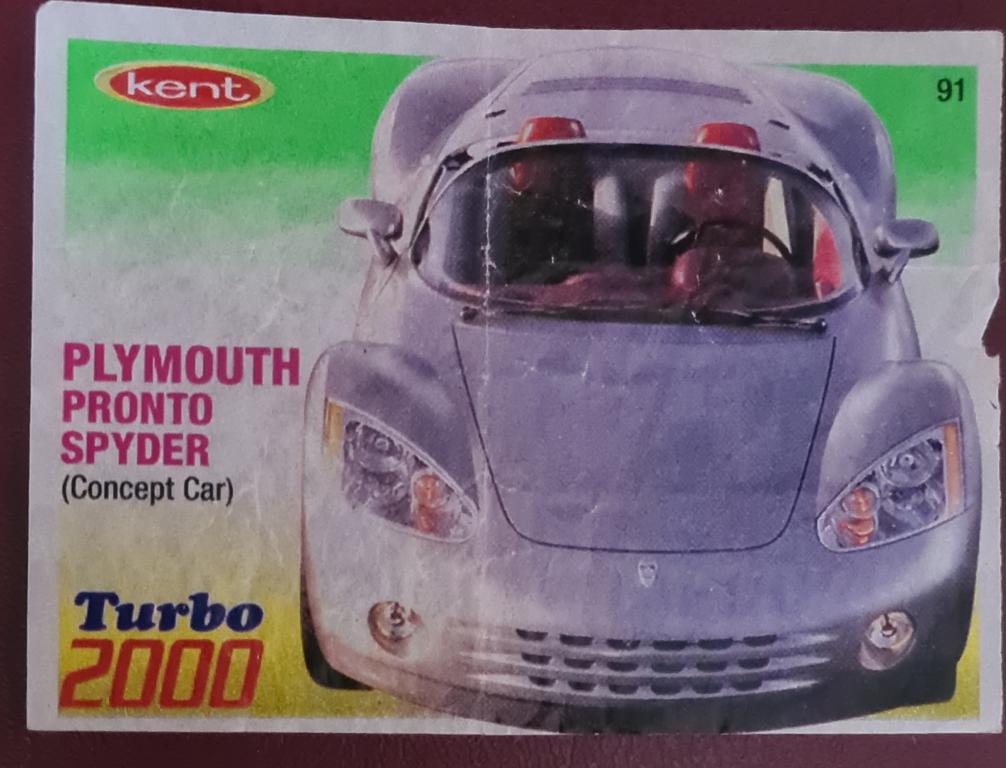 kent
91
PLYMOUTH
PRONTO
SPYDER
(Concept Car)
Turbo
2000